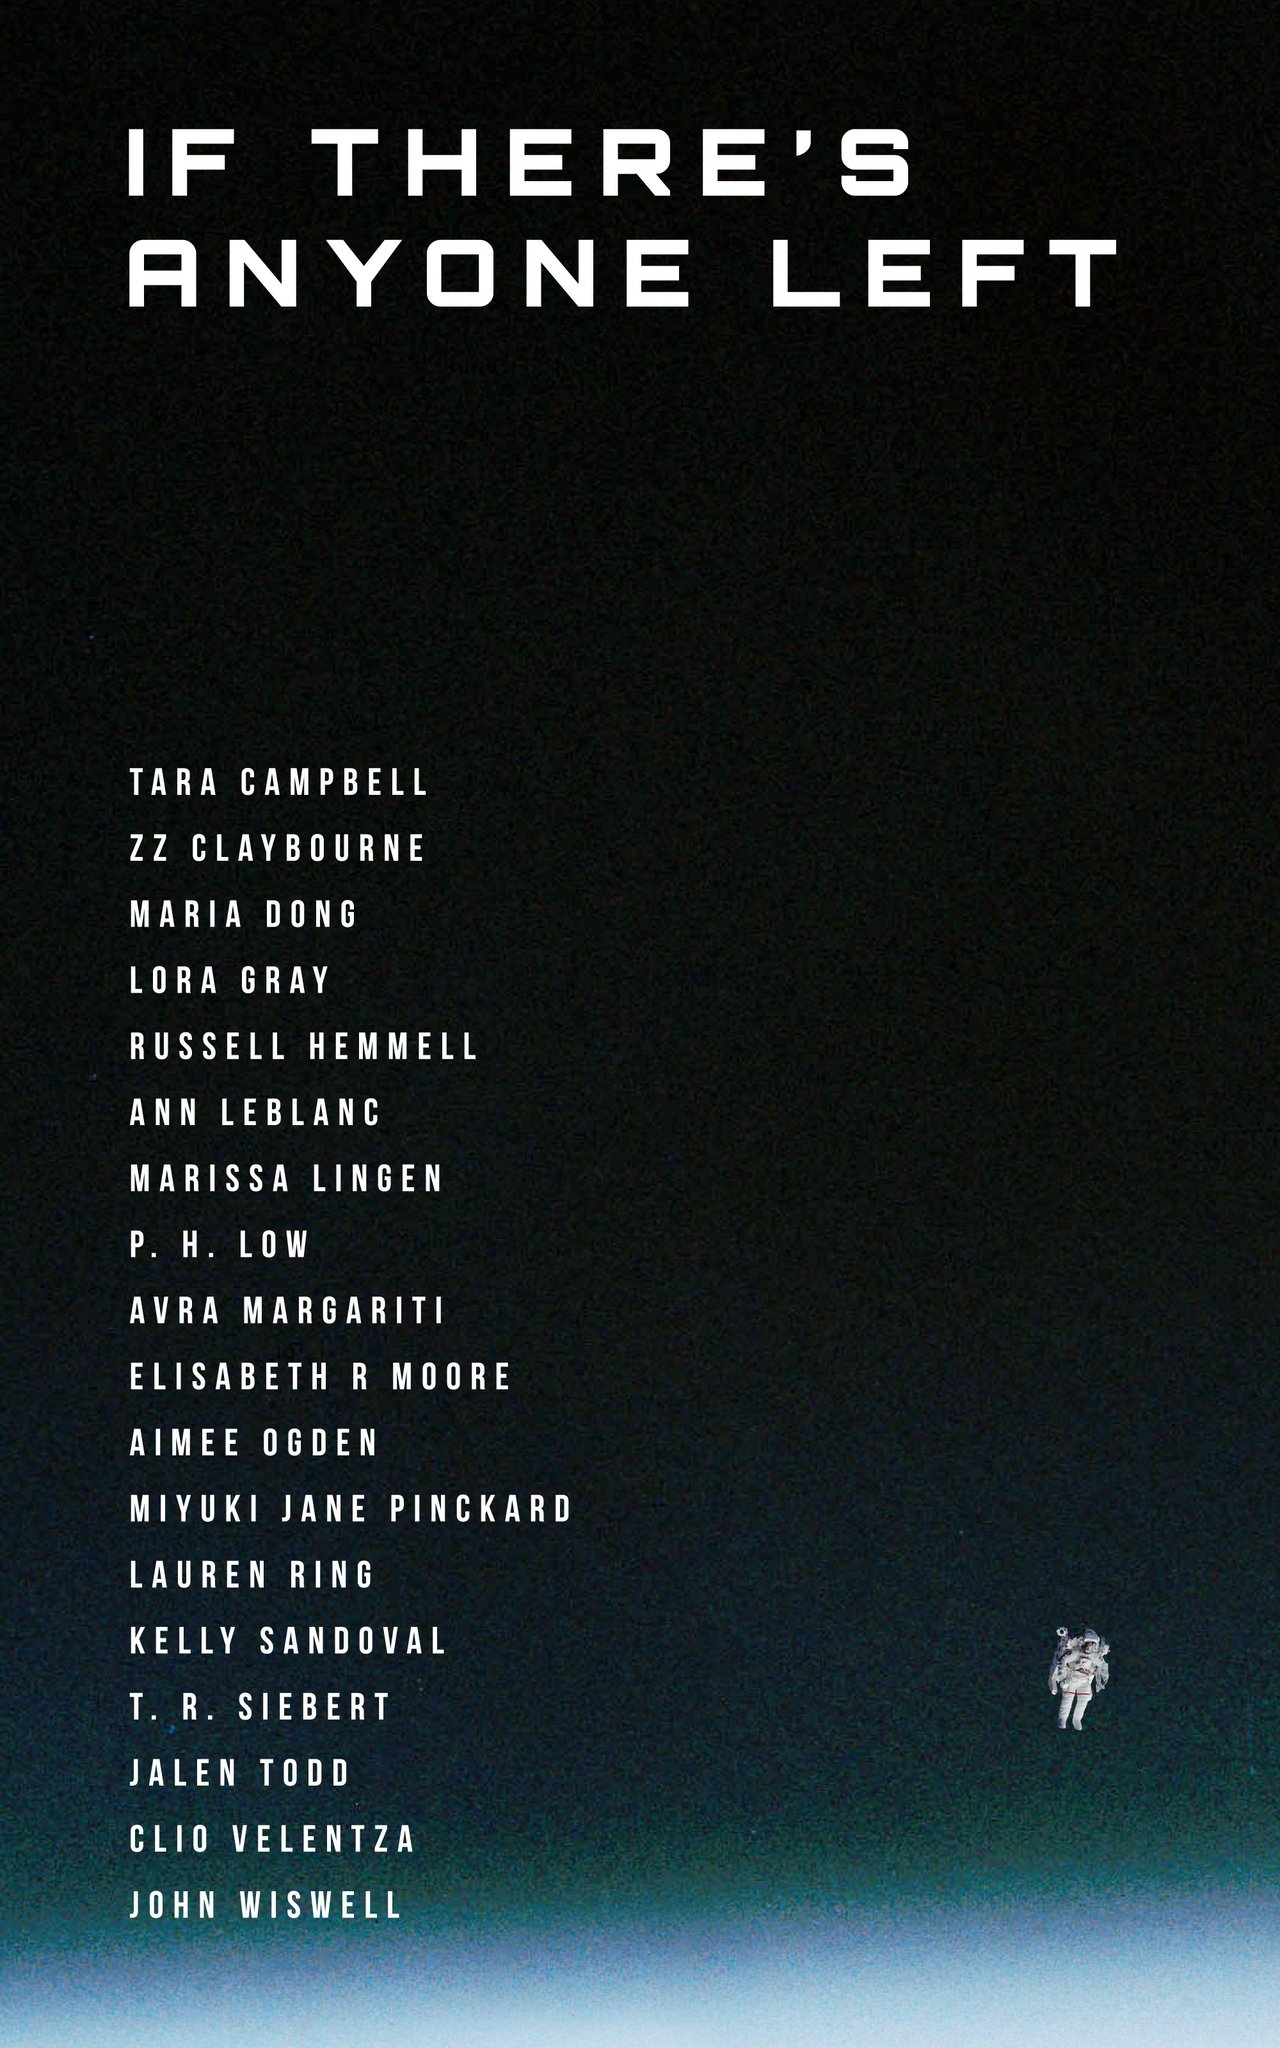 IF THERE'S
ANYONE LEFT
TARA CAMPBELL
ZZ CLAYBOURNE
MARIA DONG
LORA GRAY
RUSSELL HEMMELL
ANN LEBLANC
MARISSA LINGEN
P. H. LOW
AVRA MARGARITI
ELISABETH R MOORE
AIMEE OGDEN
MIYUKI JANE PINCKARD
LAUREN RING
KELLY SANDOVAL
T. R. SIEBERT
JALEN TODD
CLIO VELENTZA
JOHN WISWELL